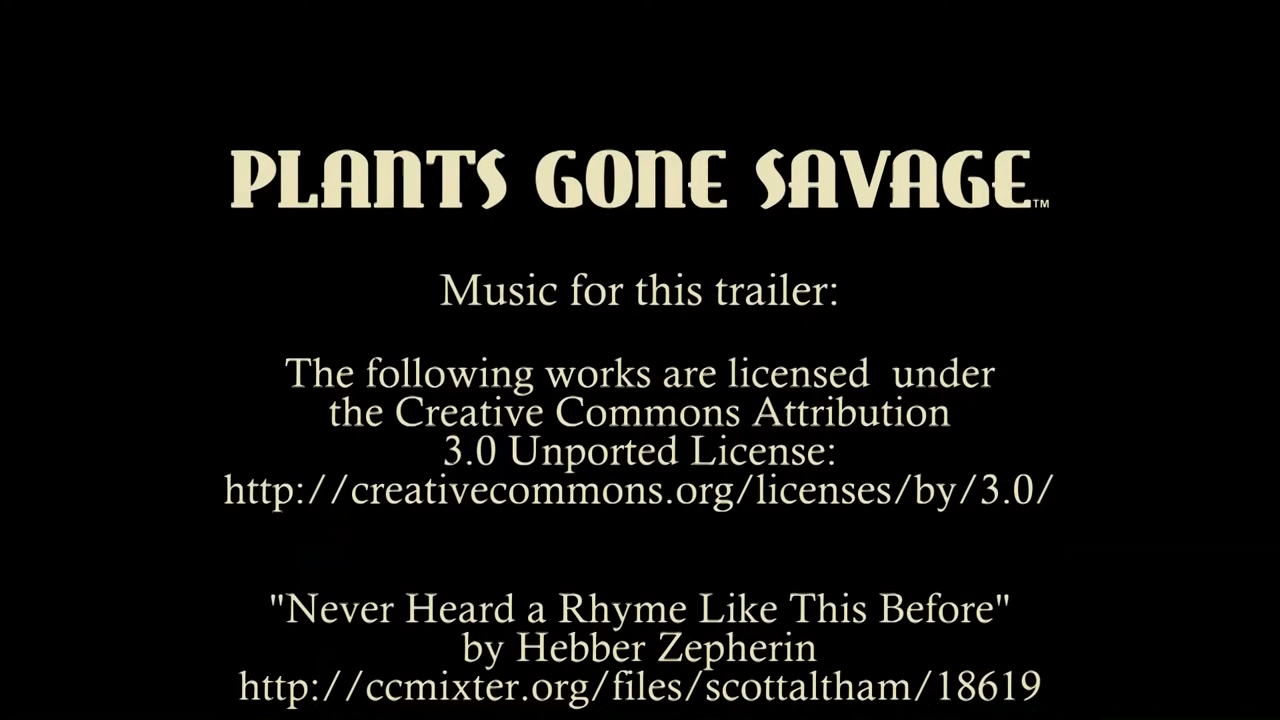 PLANTS GONE SAVAGE™
Music for this trailer:
The following works are licensed  under
the Creative Commons Attribution
3.0 Unported License:
http://creativecommons.org/licenses/by/3.0/
"Never Heard a Rhyme Like This Before"
by Hebber Zepherin
http://ccmixter.org/files/scottaltham/18619